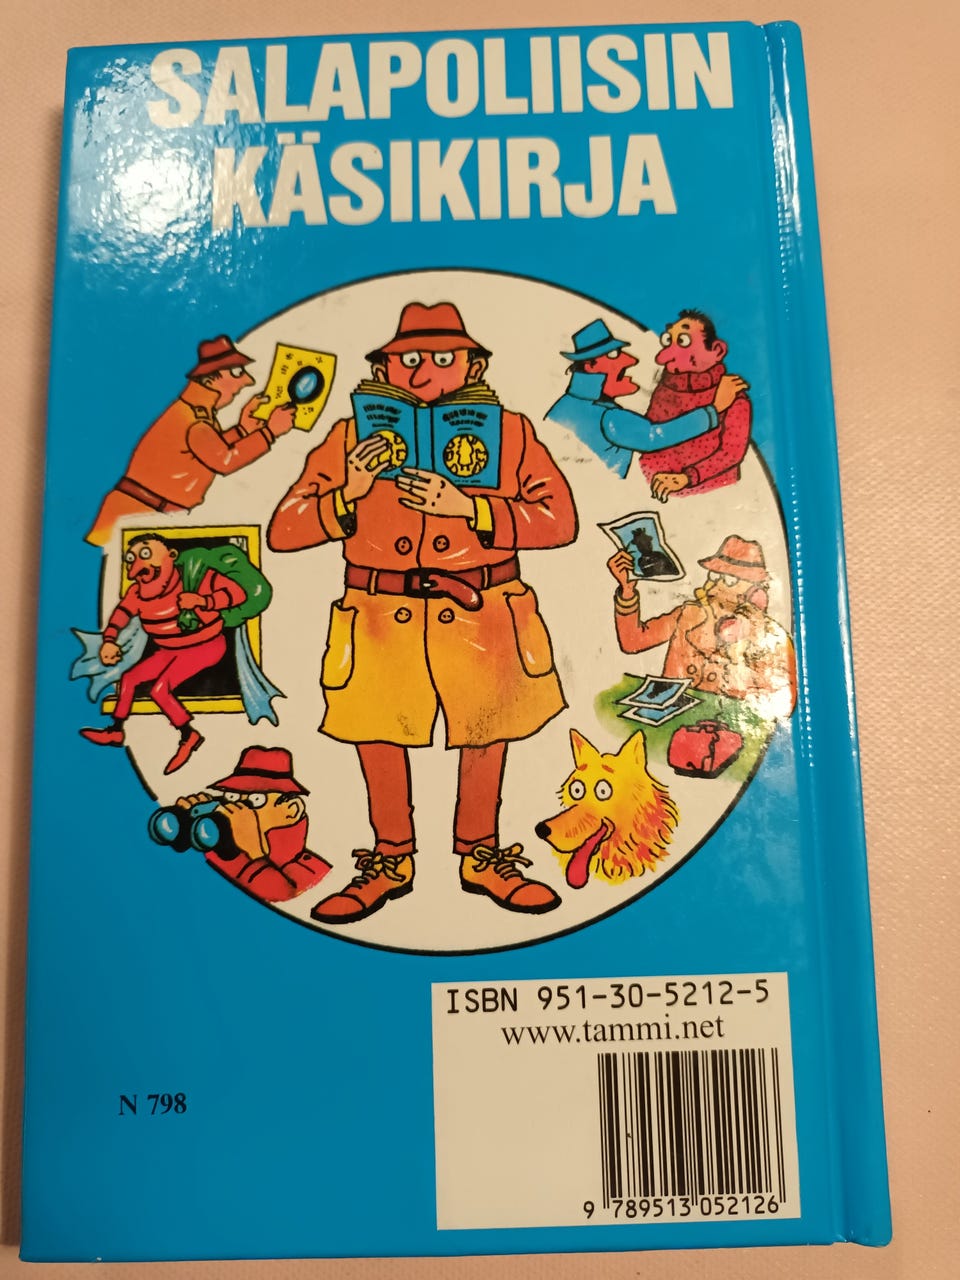 SALAPOLIISIN
KÄSIKIRJA
ISBN 951-30-5212-5
www.tammi.net
N 798
9 789513 052126